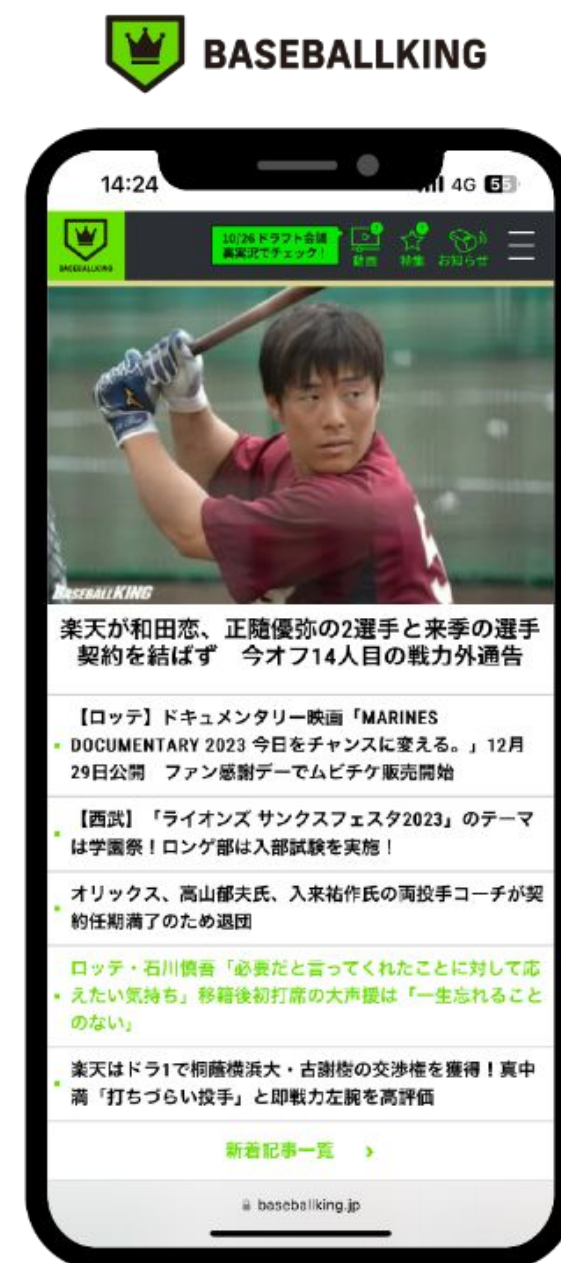 BASEBALLKING
14:24
4G 55
BASEBALLKING
10/26 ドラフト会議
裏実況でチェック!
動画
特集
お知らせ
BASEBALLKING
楽天が和田恋、正隨優弥の2選手と来季の選手
契約を結ばず 今オフ14人目の戦力外通告
【ロッテ】ドキュメンタリー映画「MARINES
DOCUMENTARY 2023 今日をチャンスに変える。」12月
29日公開 ファン感謝デーでムビチケ販売開始
【西武】「ライオンズ サンクスフェスタ2023」のテーマ
は学園祭!ロンゲ部は入部試験を実施!
オリックス、高山郁夫氏、入来祐作氏の両投手コーチが契
約任期満了のため退団
ロッテ・石川慎吾「必要だと言ってくれたことに対して応
えたい気持ち」移籍後初打席の大声援は「一生忘れること
のない」
楽天はドラ1で桐蔭横浜大・古謝樹の交渉権を獲得!真中
満「打ちづらい投手」と即戦力左腕を高評価
新着記事一覧 ›
baseballking.jp